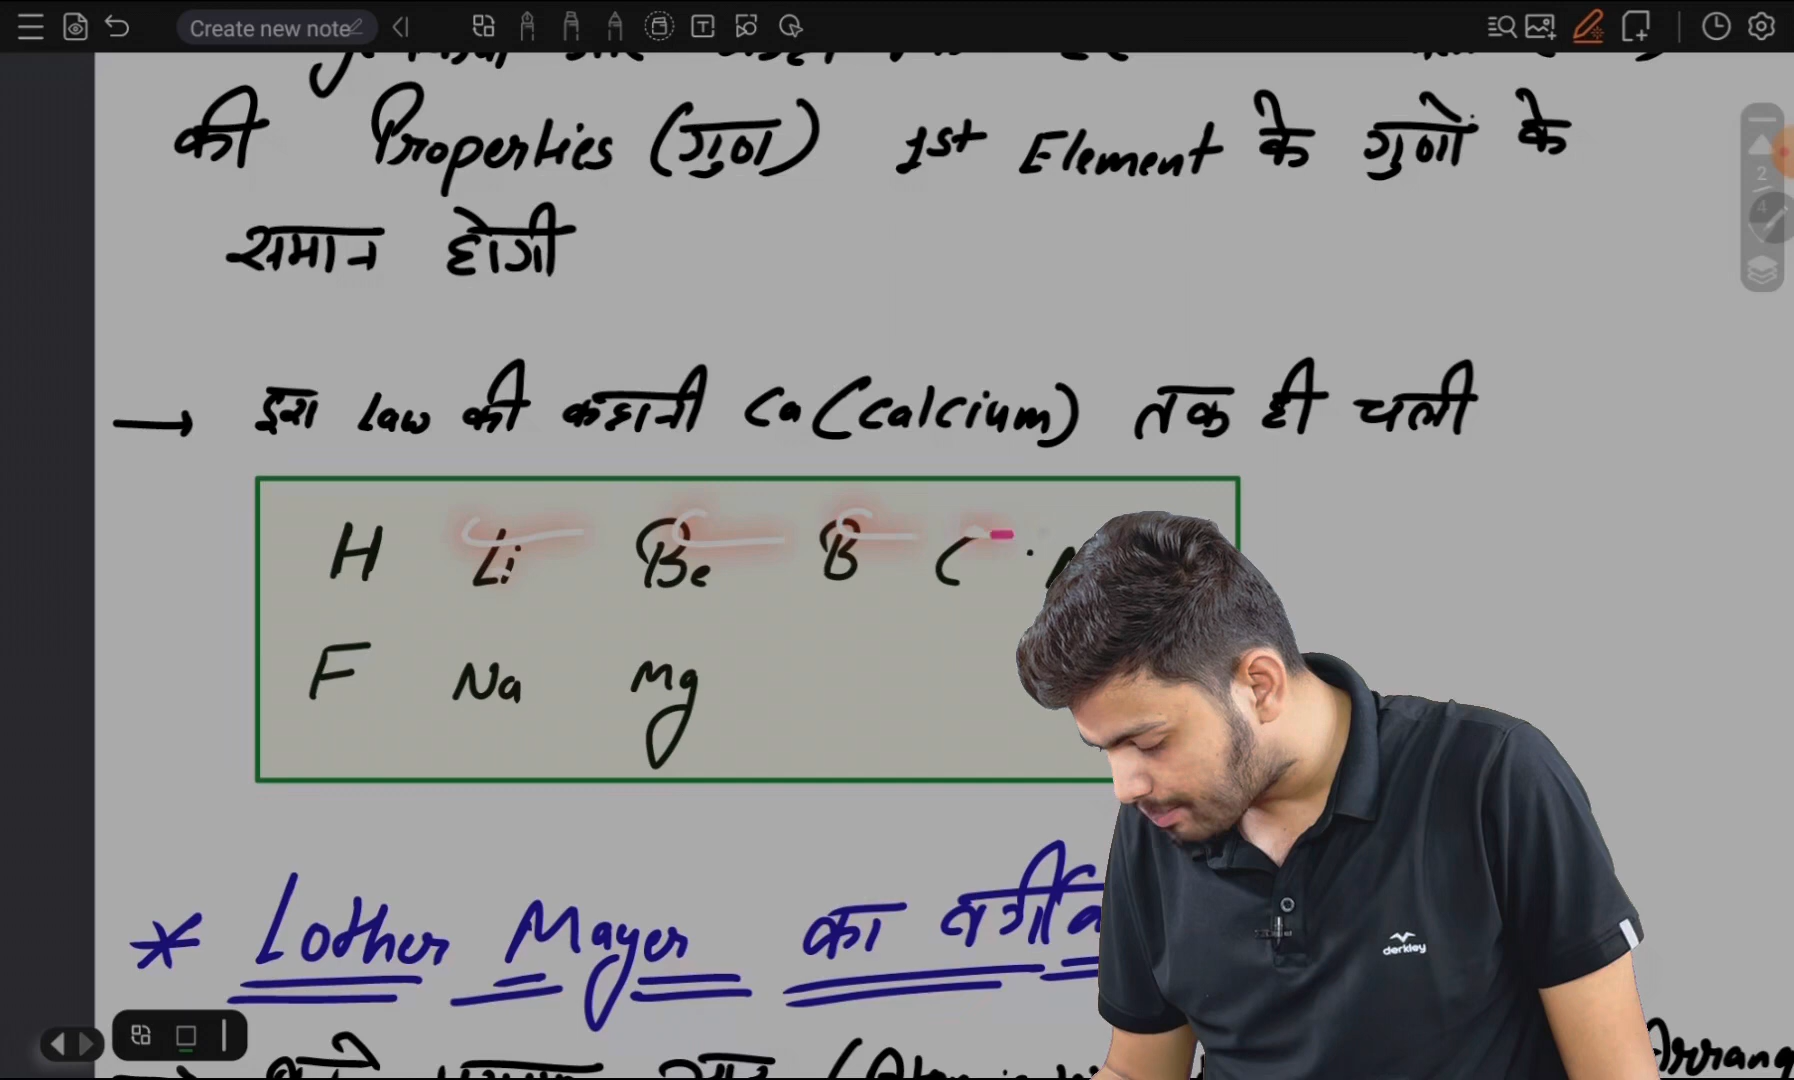 Create new note
की Properties (गुण) 1st Element के गुणों के
समान होगी
→ इस Law की कहानी Ca (Calcium) तक ही चली
H Li Be B C
F Na Mg
* Lother Mayer का
derkley